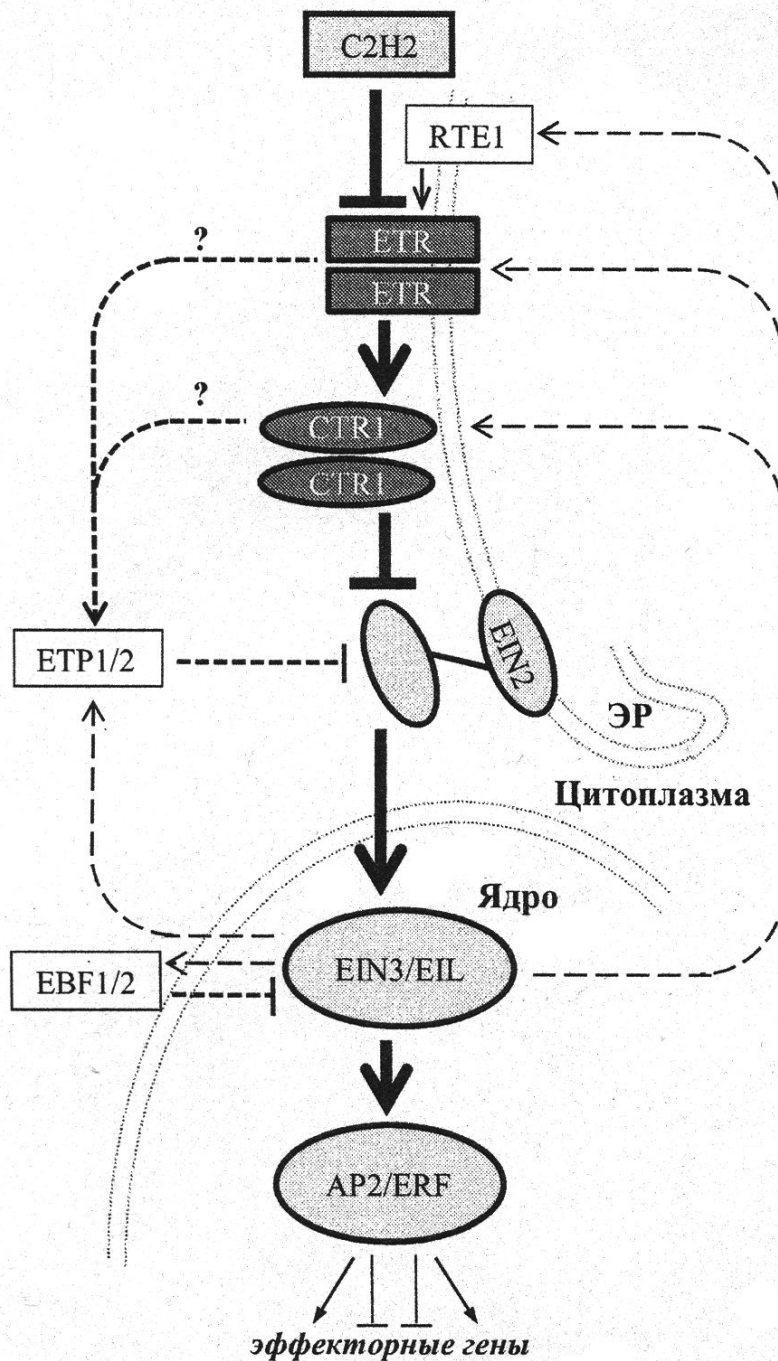 C2H2
RTE1
?
ETR
ETR
?
CTR1
CTR1
ETP1/2
EIN2
ЭР
Цитоплазма
Ядро
EIN3/EIL
EBF1/2
AP2/ERF
эффекторные гены